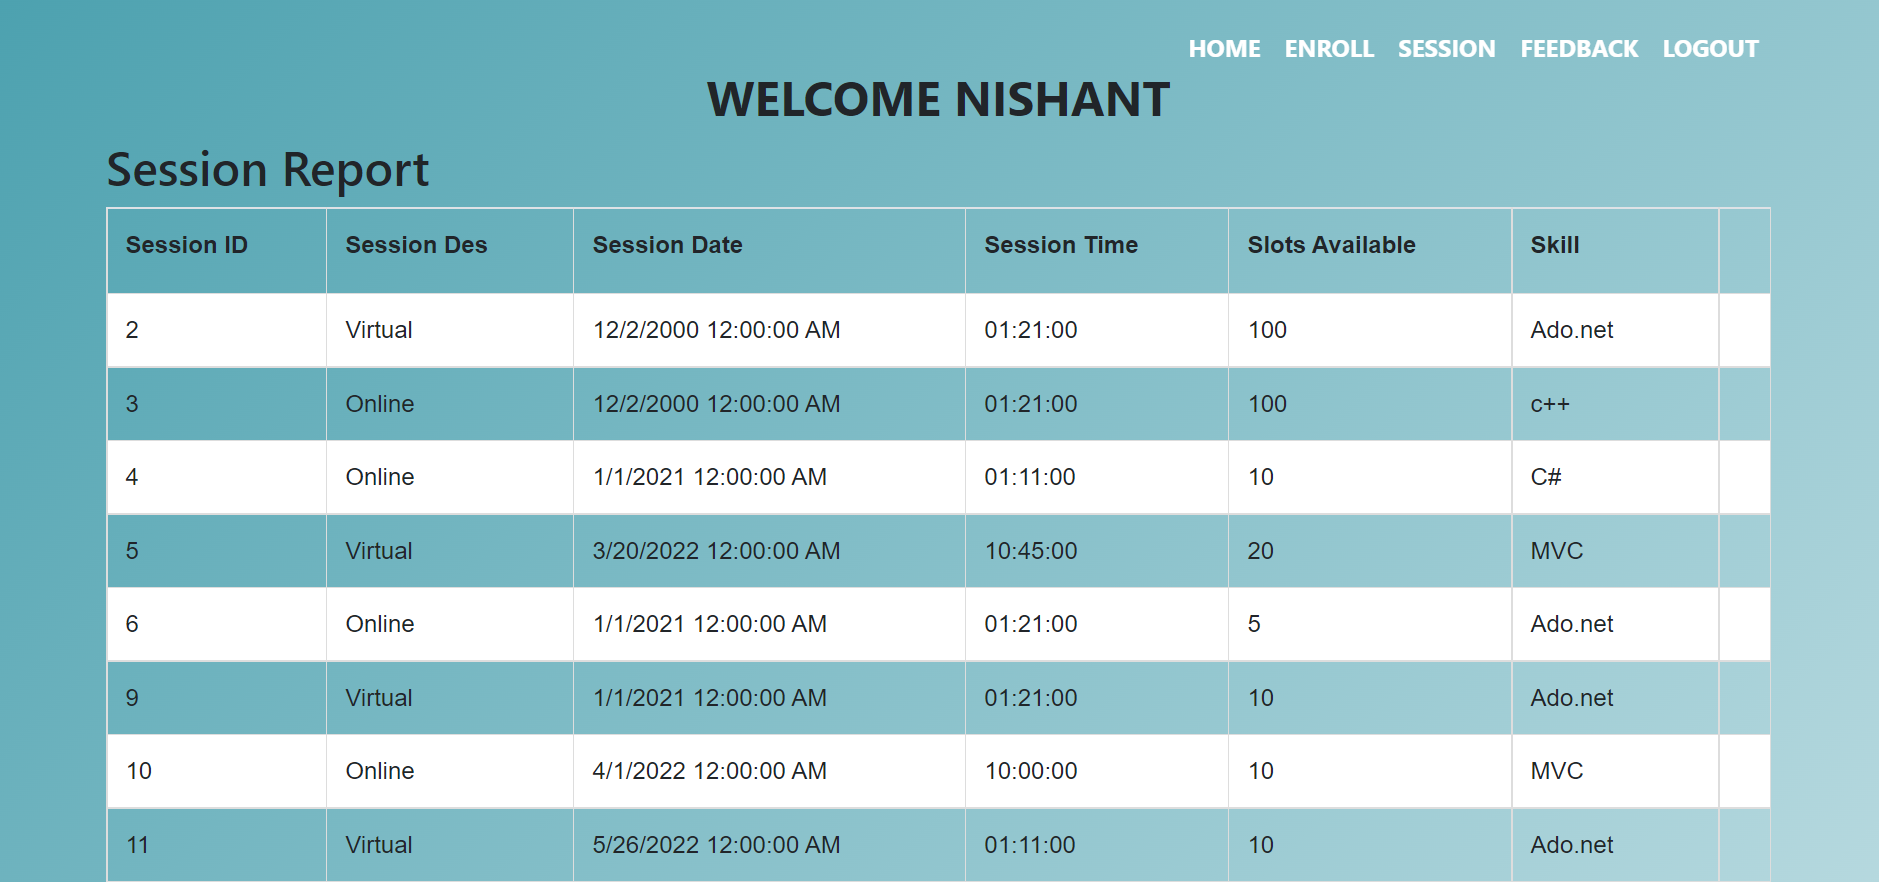 HOME ENROLL SESSION FEEDBACK LOGOUT
WELCOME NISHANT
Session Report
Session ID Session Des Session Date Session Time Slots Available Skill
2 Virtual 12/2/2000 12:00:00 AM 01:21:00 100 Ado.net
3 Online 12/2/2000 12:00:00 AM 01:21:00 100 c++
4 Online 1/1/2021 12:00:00 AM 01:11:00 10 C#
5 Virtual 3/20/2022 12:00:00 AM 10:45:00 20 MVC
6 Online 1/1/2021 12:00:00 AM 01:21:00 5 Ado.net
9 Virtual 1/1/2021 12:00:00 AM 01:21:00 10 Ado.net
10 Online 4/1/2022 12:00:00 AM 10:00:00 10 MVC
11 Virtual 5/26/2022 12:00:00 AM 01:11:00 10 Ado.net